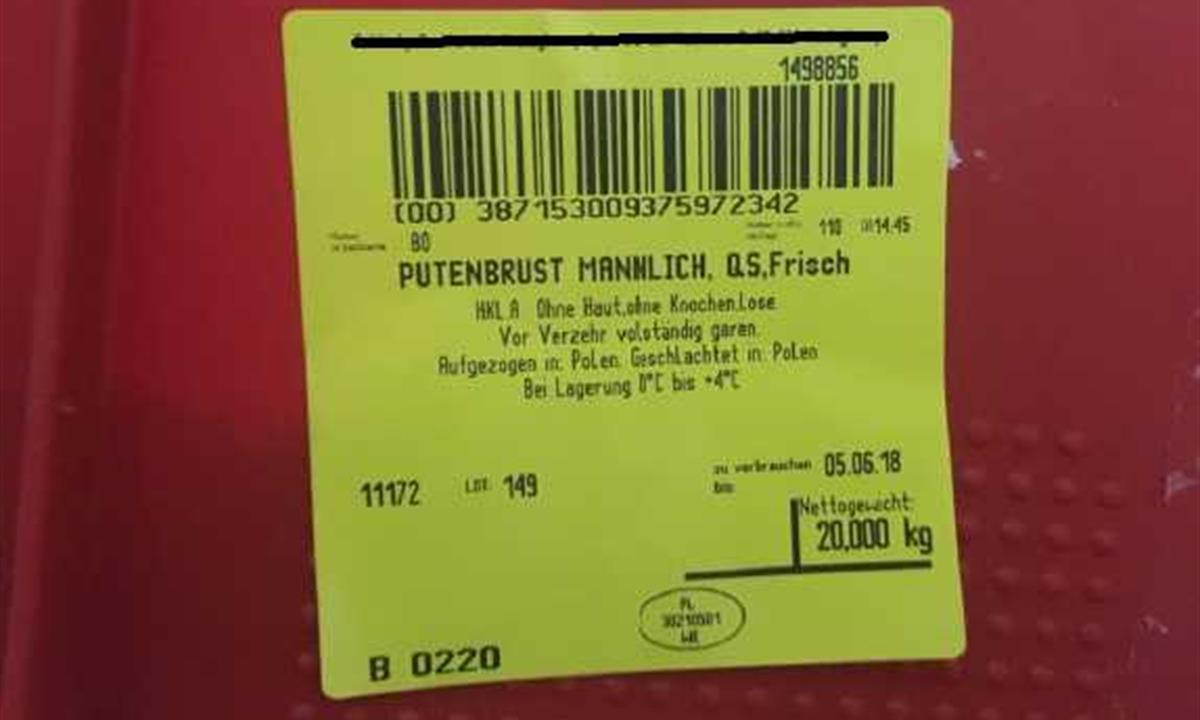 1498856
(00) 387153009375972342
80
110 14.45
PUTENBRUST MANNLICH, QS,Frisch
HKL.A Ohne Haut,ohne Knochen,Lose
Vor Verzehr volständig garen.
Aufgezogen in: Polen. Geschlachtet in: Polen
Bei Lagerung 0°C bis +4°C
zu verbrauchen 05.06.18
bis:
11172 LOT: 149
Nettogewicht:
20,000 kg
PL
30210501
WE
B 0220